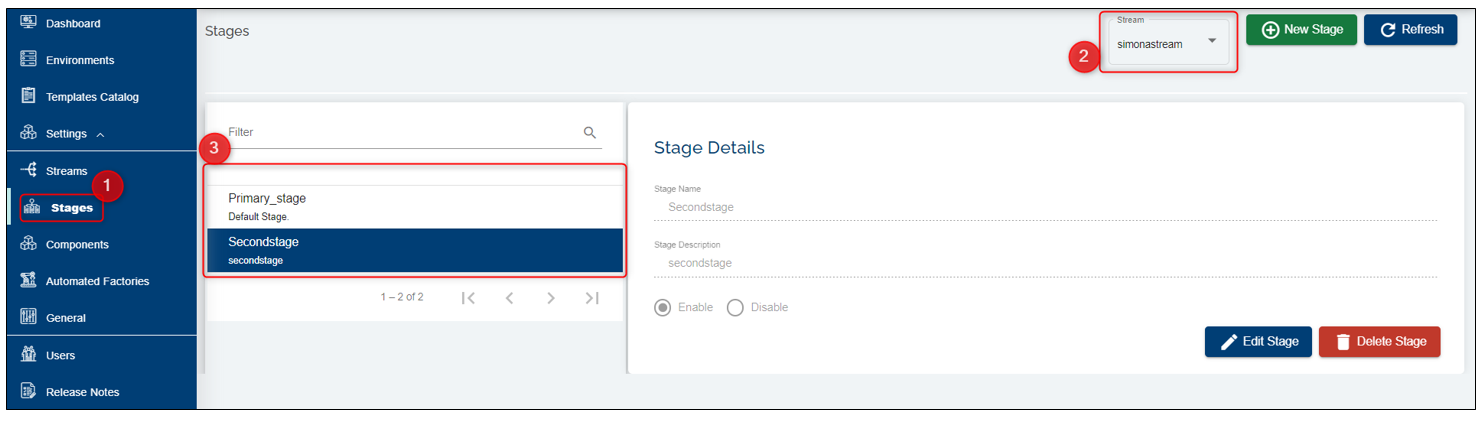 Dashboard
Environments
Templates Catalog
Settings
Streams
1
Stages
Components
Automated Factories
General
Users
Release Notes
Stages
2
Stream
simonastream
New Stage
Refresh
Filter
3
Primary_stage
Default Stage.
Secondstage
secondstage
1 – 2 of 2
Stage Details
Stage Name
Secondstage
Stage Description
secondstage
Enable Disable
Edit Stage
Delete Stage